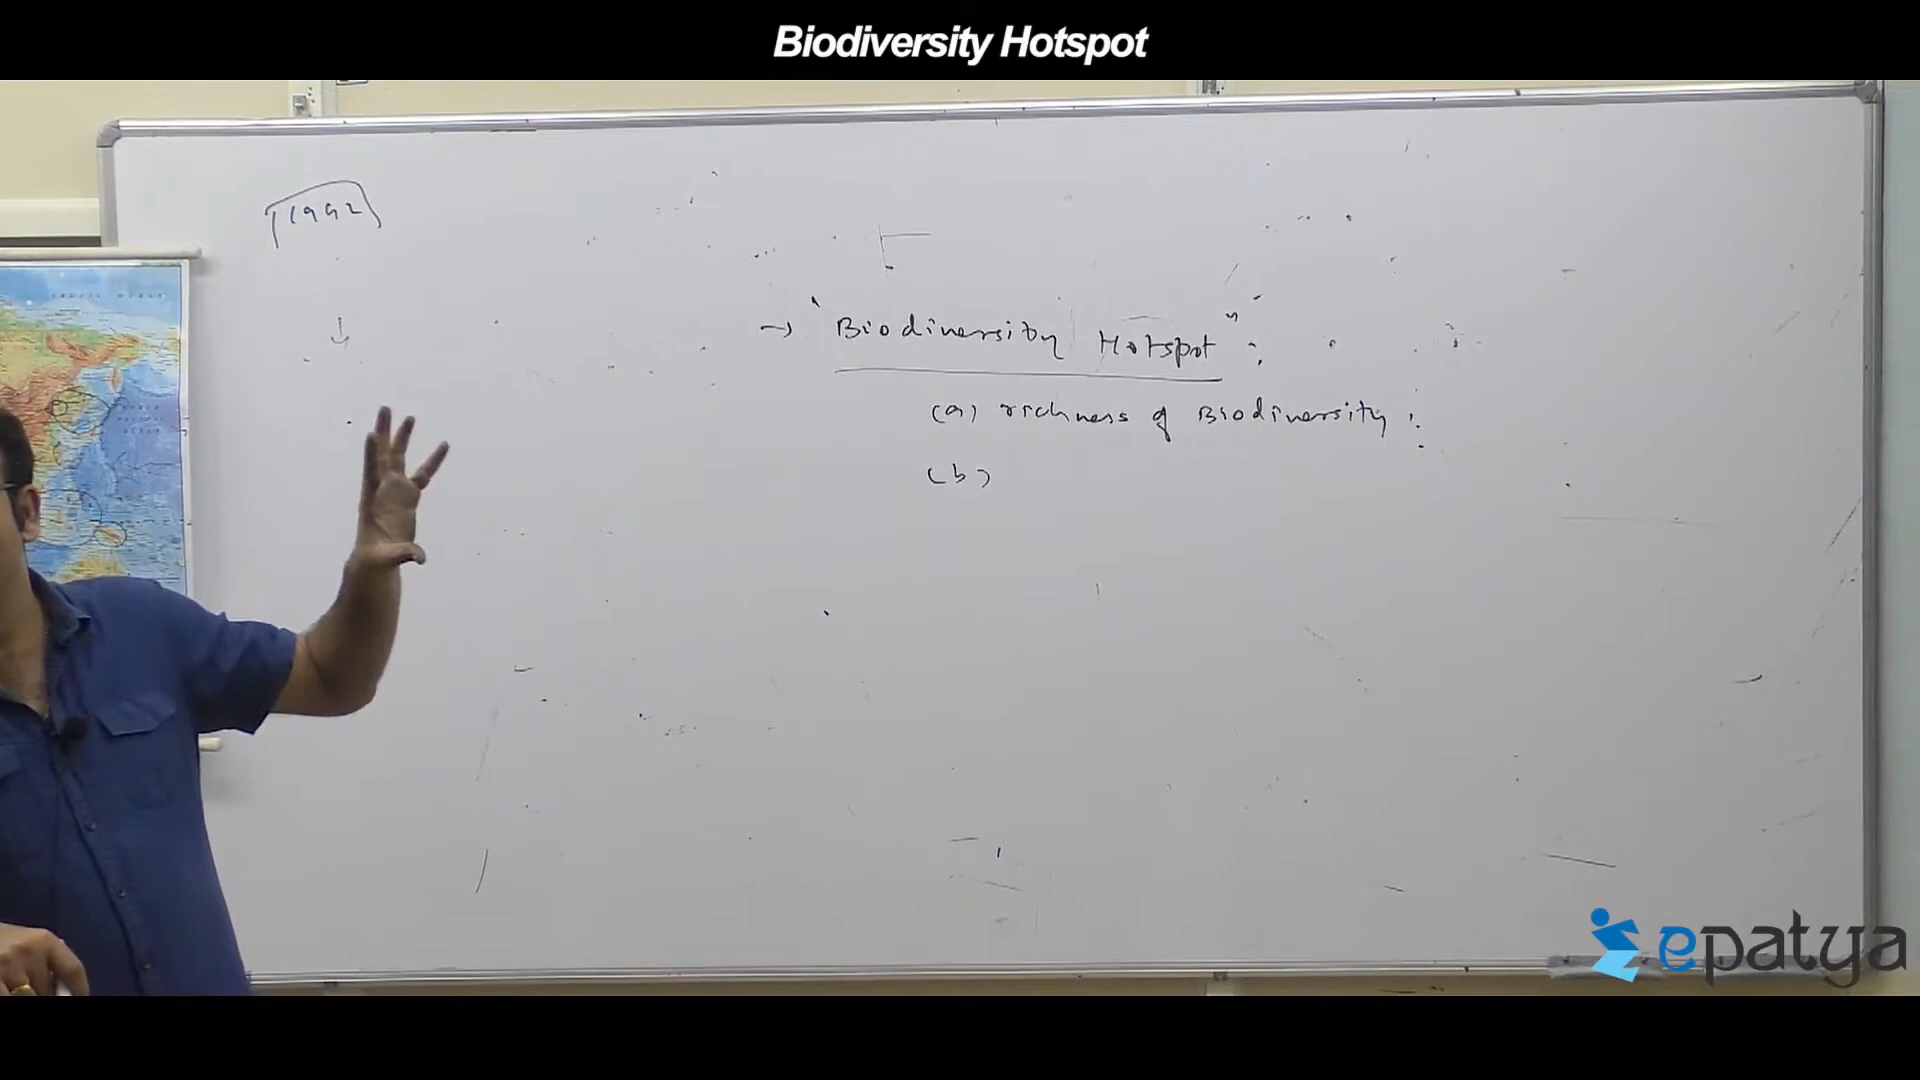 Biodiversity Hotspot
1992
↓
→ "Biodiversity Hotspot" :
(a) richness of Biodiversity :
(b)
epatya